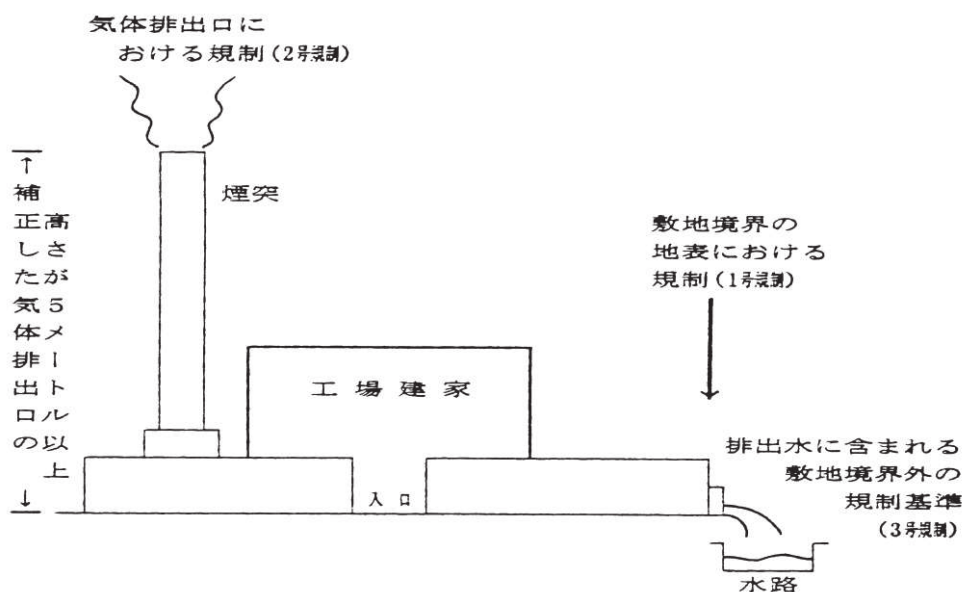 気体排出口に
おける規制(2号規制)
煙突
補正した気体排出口の
高さが5メートル以上
敷地境界の
地表における
規制(1号規制)
工場建家
入口
排出水に含まれる
敷地境界外の
規制基準
(3号規制)
水路